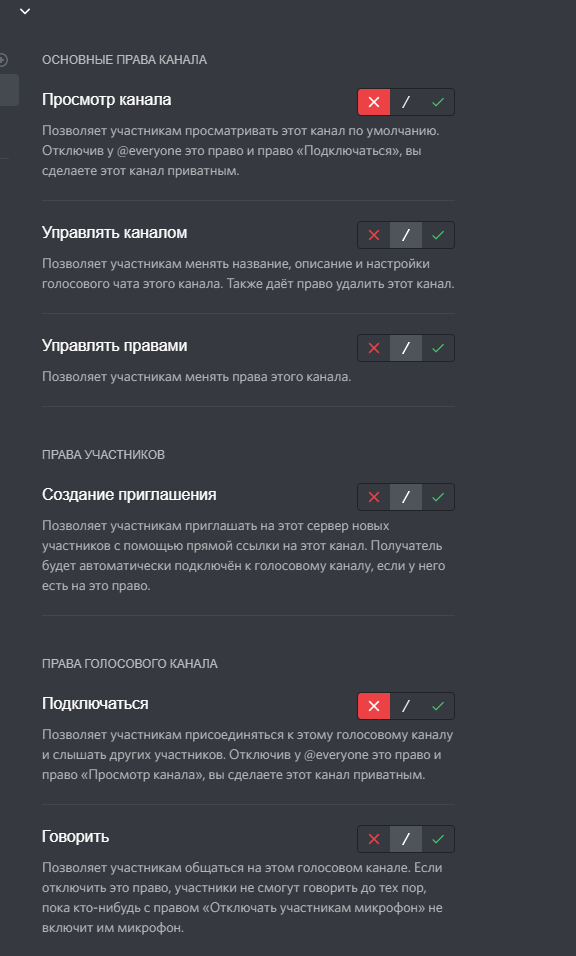 ОСНОВНЫЕ ПРАВА КАНАЛА
Просмотр канала
Позволяет участникам просматривать этот канал по умолчанию.
Отключив у @everyone это право и право «Подключаться», вы
сделаете этот канал приватным.
Управлять каналом
Позволяет участникам менять название, описание и настройки
голосового чата этого канала. Также даёт право удалить этот канал.
Управлять правами
Позволяет участникам менять права этого канала.
ПРАВА УЧАСТНИКОВ
Создание приглашения
Позволяет участникам приглашать на этот сервер новых
участников с помощью прямой ссылки на этот канал. Получатель
будет автоматически подключён к голосовому каналу, если у него
есть на это право.
ПРАВА ГОЛОСОВОГО КАНАЛА
Подключаться
Позволяет участникам присоединяться к этому голосовому каналу
и слышать других участников. Отключив у @everyone это право и
право «Просмотр канала», вы сделаете этот канал приватным.
Говорить
Позволяет участникам общаться на этом голосовом канале. Если
отключить это право, участники не смогут говорить до тех пор,
пока кто-нибудь с правом «Отключать участникам микрофон» не
включит им микрофон.